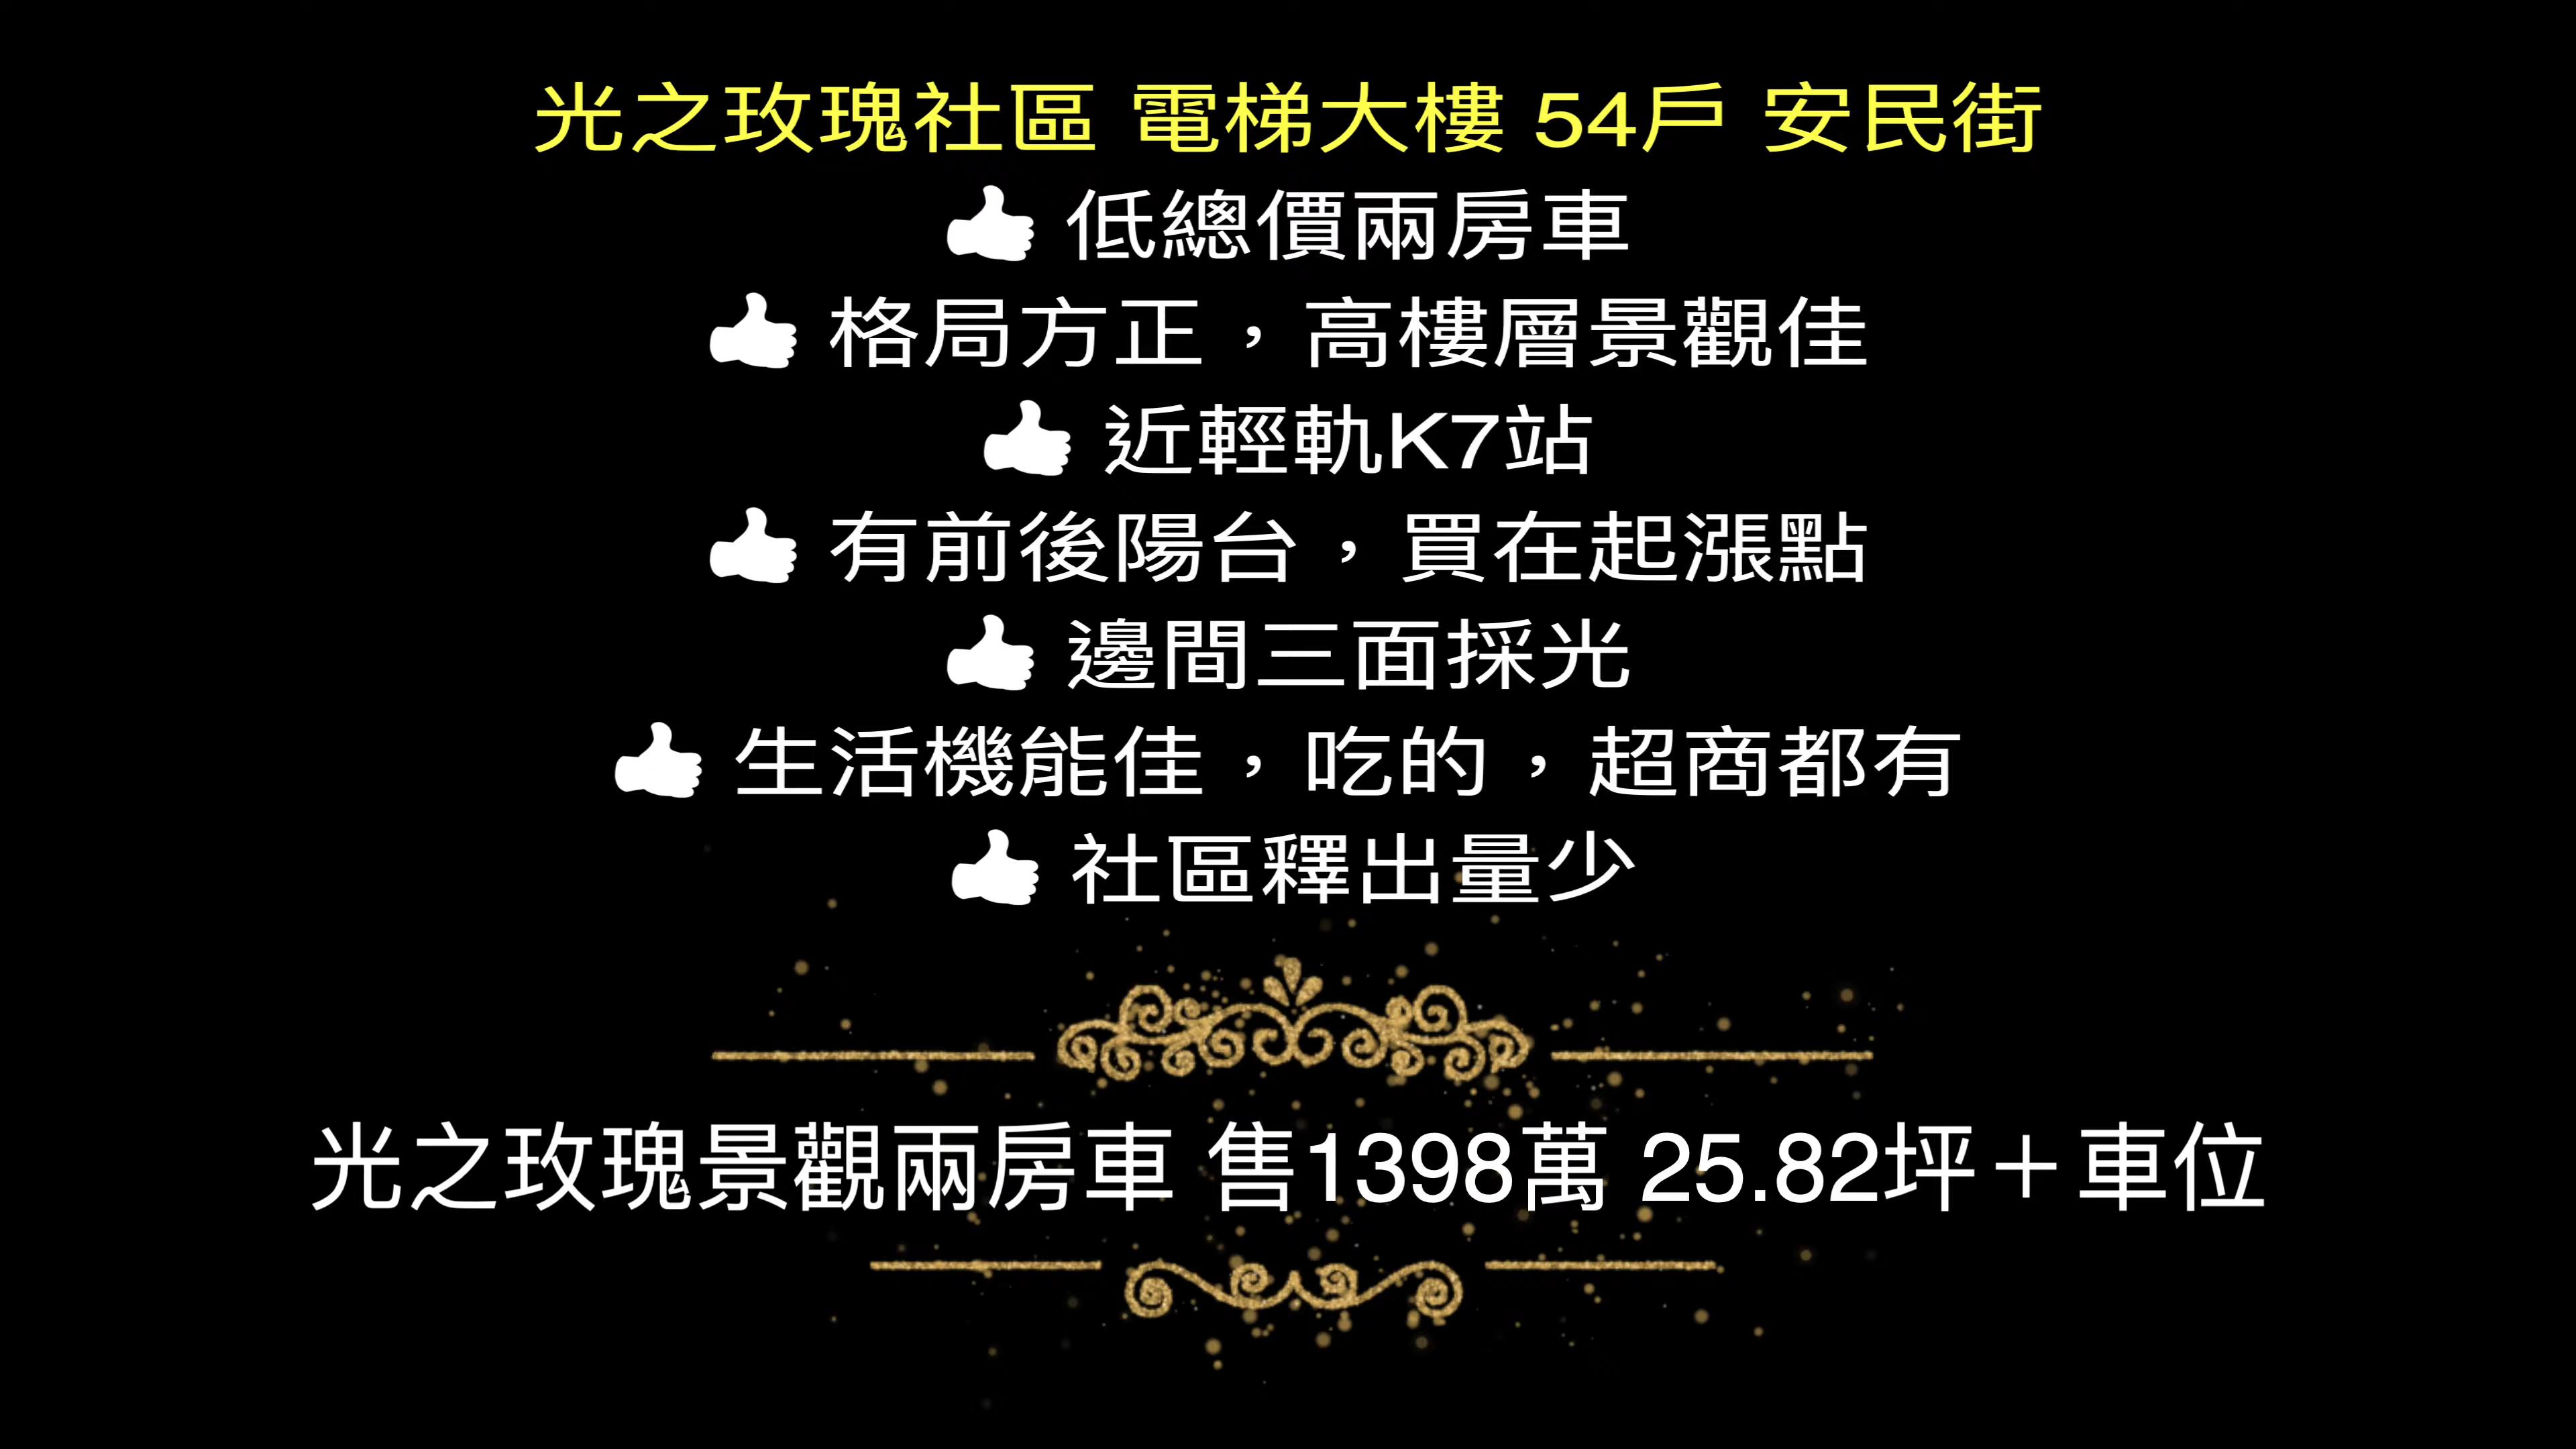 光之玫瑰社區 電梯大樓 54戶 安民街
👍 低總價兩房車
👍 格局方正，高樓層景觀佳
👍 近輕軌K7站
👍 有前後陽台，買在起漲點
👍 邊間三面採光
👍 生活機能佳，吃的，超商都有
👍 社區釋出量少
光之玫瑰景觀兩房車 售1398萬 25.82坪＋車位